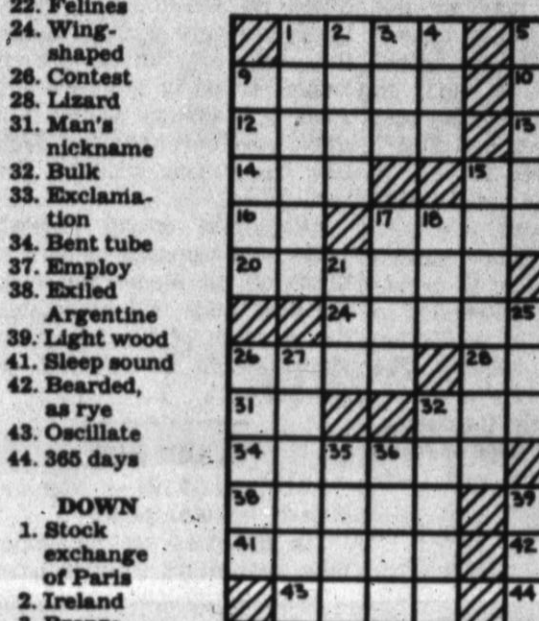 22. Felines
24. Wing-
shaped
26. Contest
28. Lizard
31. Man's
nickname
32. Bulk
33. Exclama-
tion
34. Bent tube
37. Employ
38. Exiled
Argentine
39. Light wood
41. Sleep sound
42. Bearded,
as rye
43. Oscillate
44. 365 days
DOWN
1. Stock
exchange
of Paris
2. Ireland
1 2 3 4 5
9 10
12 13
14 15
16 17 18
20 21
24 25
26 27 28
31 32
34 35 36
38 39
41 42
43 44